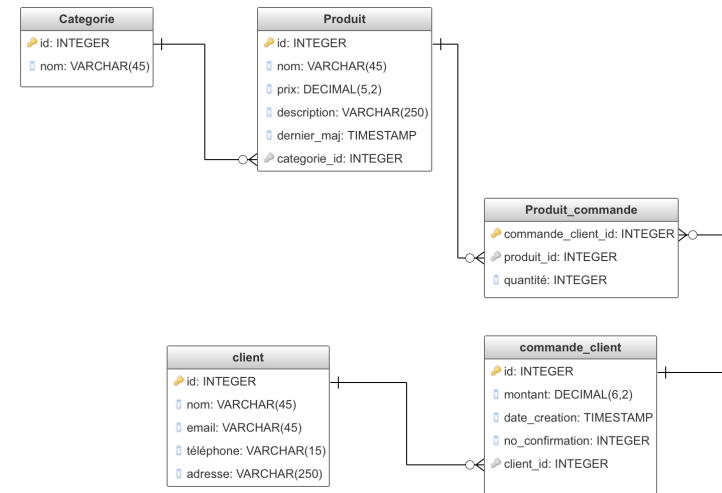 Categorie
id: INTEGER
nom: VARCHAR(45)
Produit
id: INTEGER
nom: VARCHAR(45)
prix: DECIMAL(5,2)
description: VARCHAR(250)
dernier_maj: TIMESTAMP
categorie_id: INTEGER
Produit_commande
commande_client_id: INTEGER
produit_id: INTEGER
quantité: INTEGER
client
id: INTEGER
nom: VARCHAR(45)
email: VARCHAR(45)
téléphone: VARCHAR(15)
adresse: VARCHAR(250)
commande_client
id: INTEGER
montant: DECIMAL(6,2)
date_creation: TIMESTAMP
no_confirmation: INTEGER
client_id: INTEGER